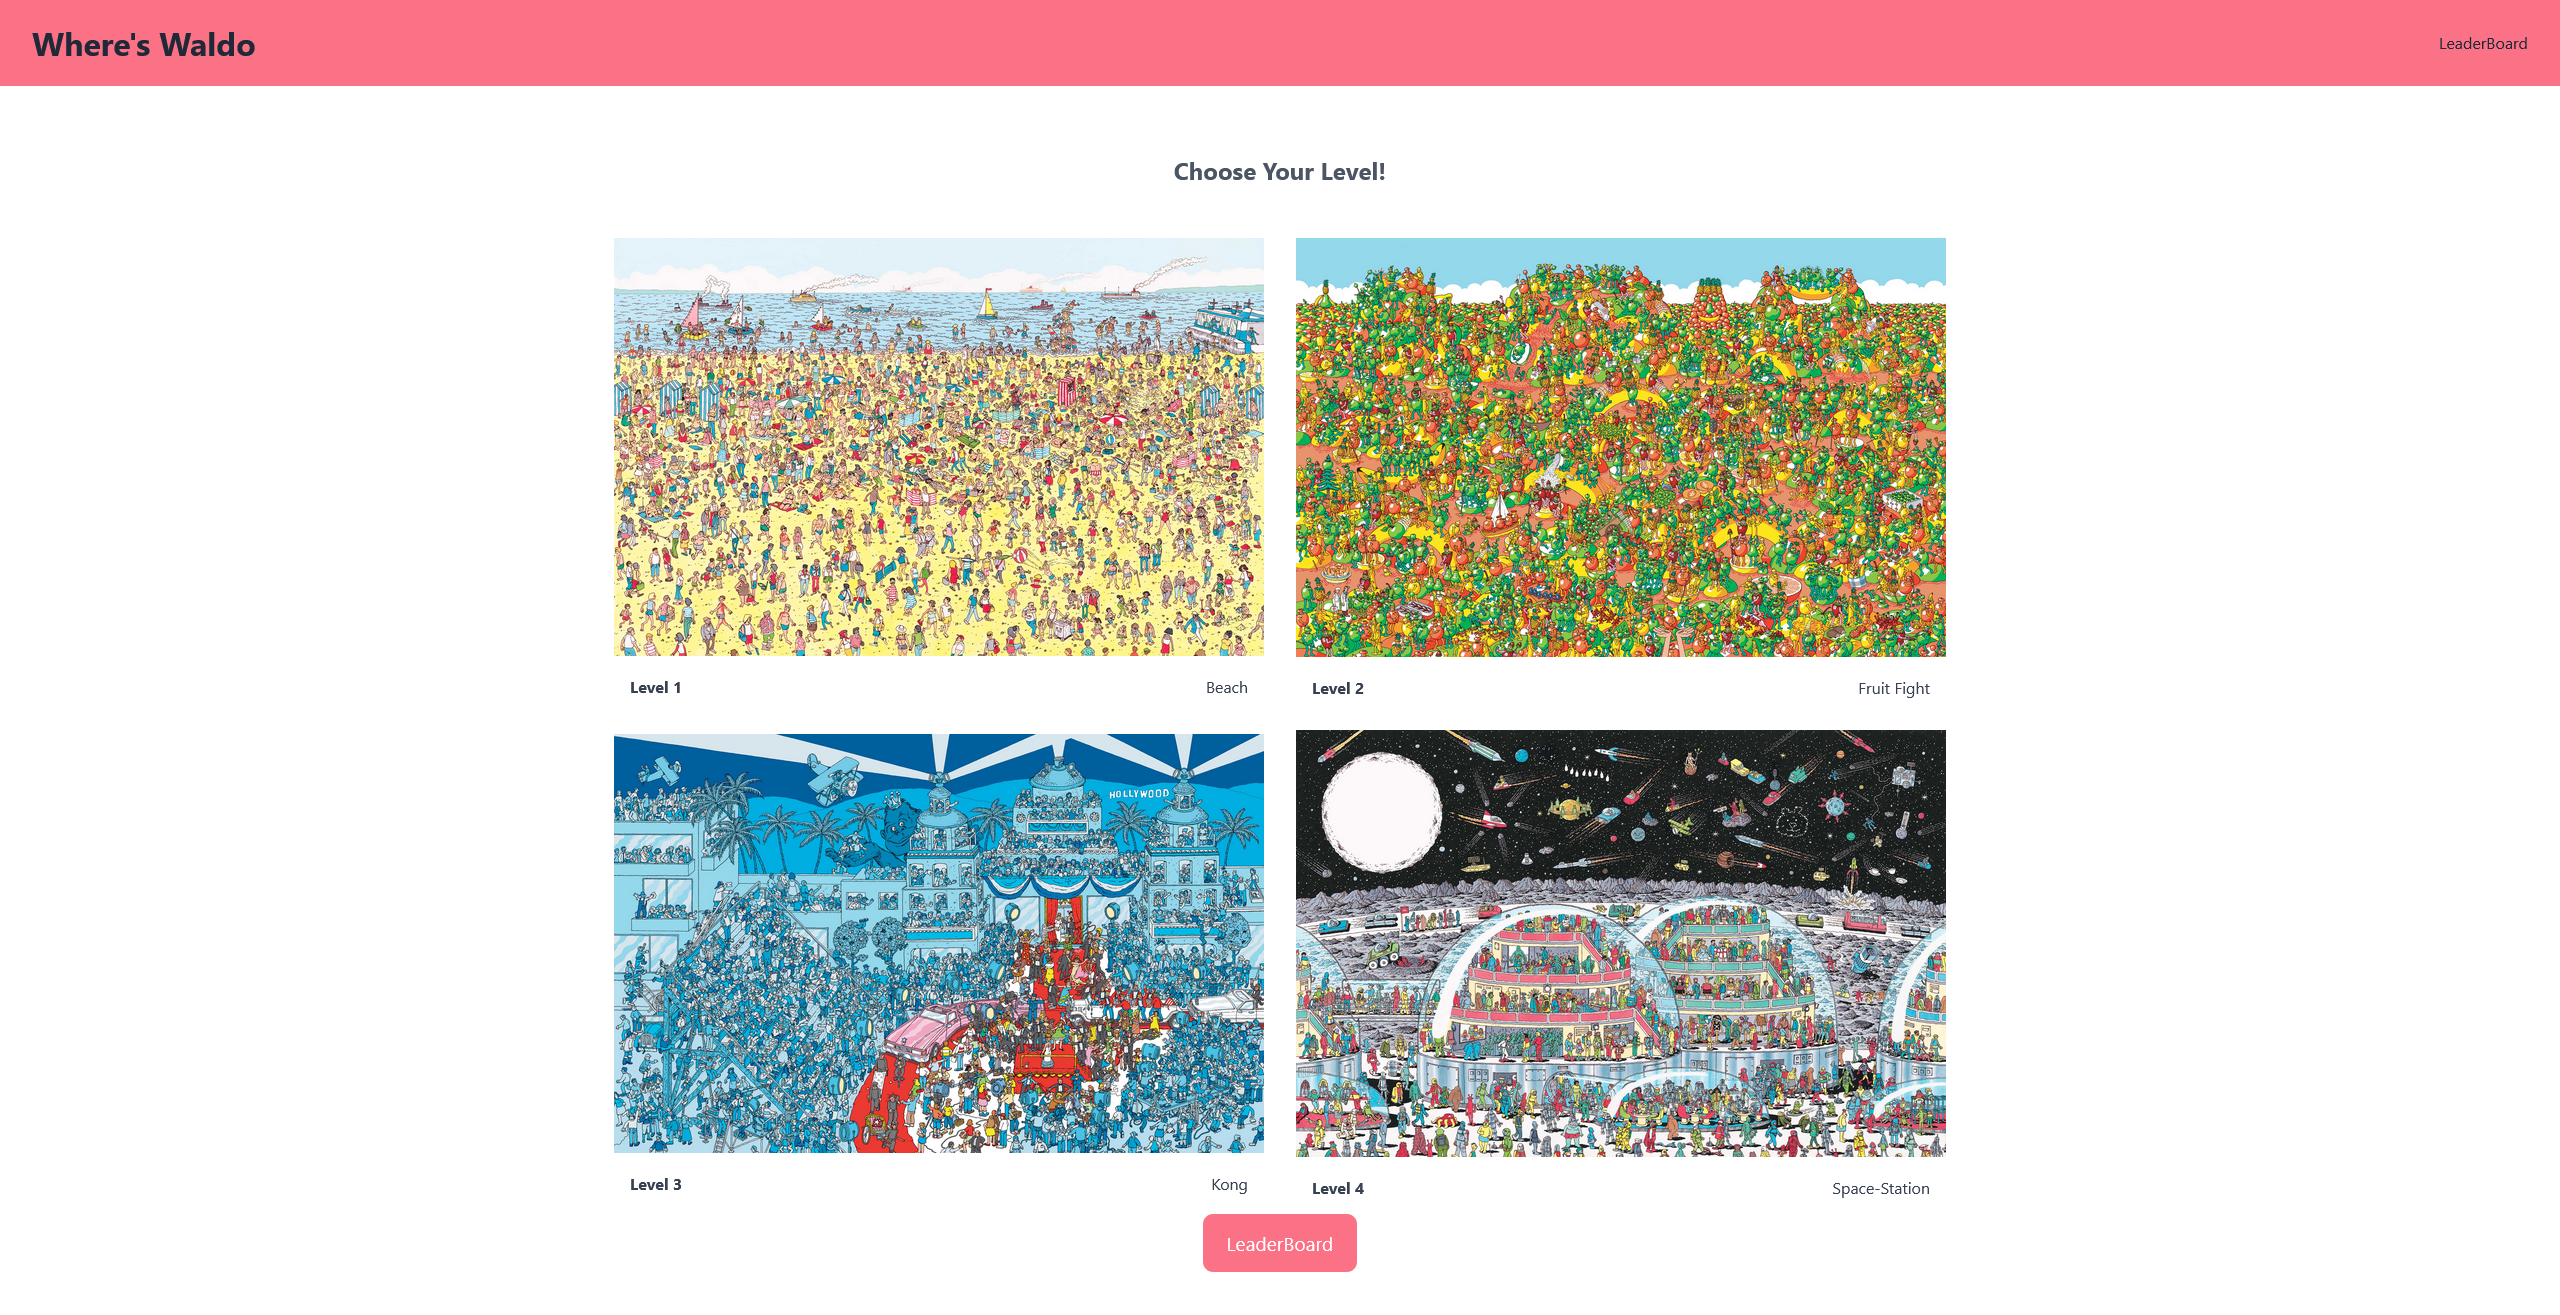 Where's Waldo
LeaderBoard
Choose Your Level!
Level 1
Beach
Level 2
Fruit Fight
HOLLYWOOD
Level 3
Kong
Level 4
Space-Station
LeaderBoard